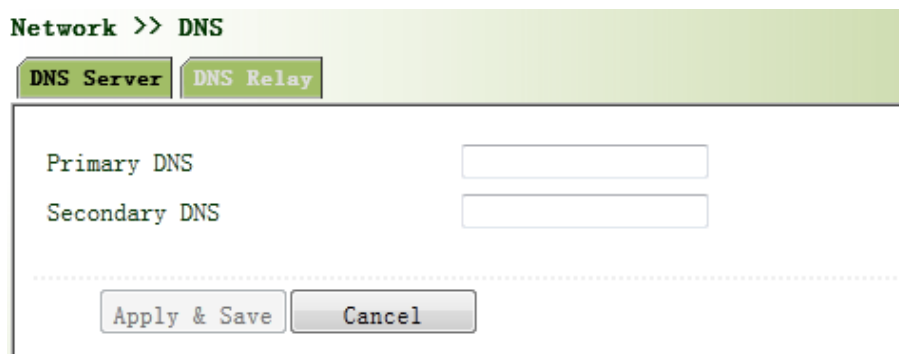 Network >> DNS
DNS Server DNS Relay
Primary DNS
Secondary DNS
Apply & Save Cancel